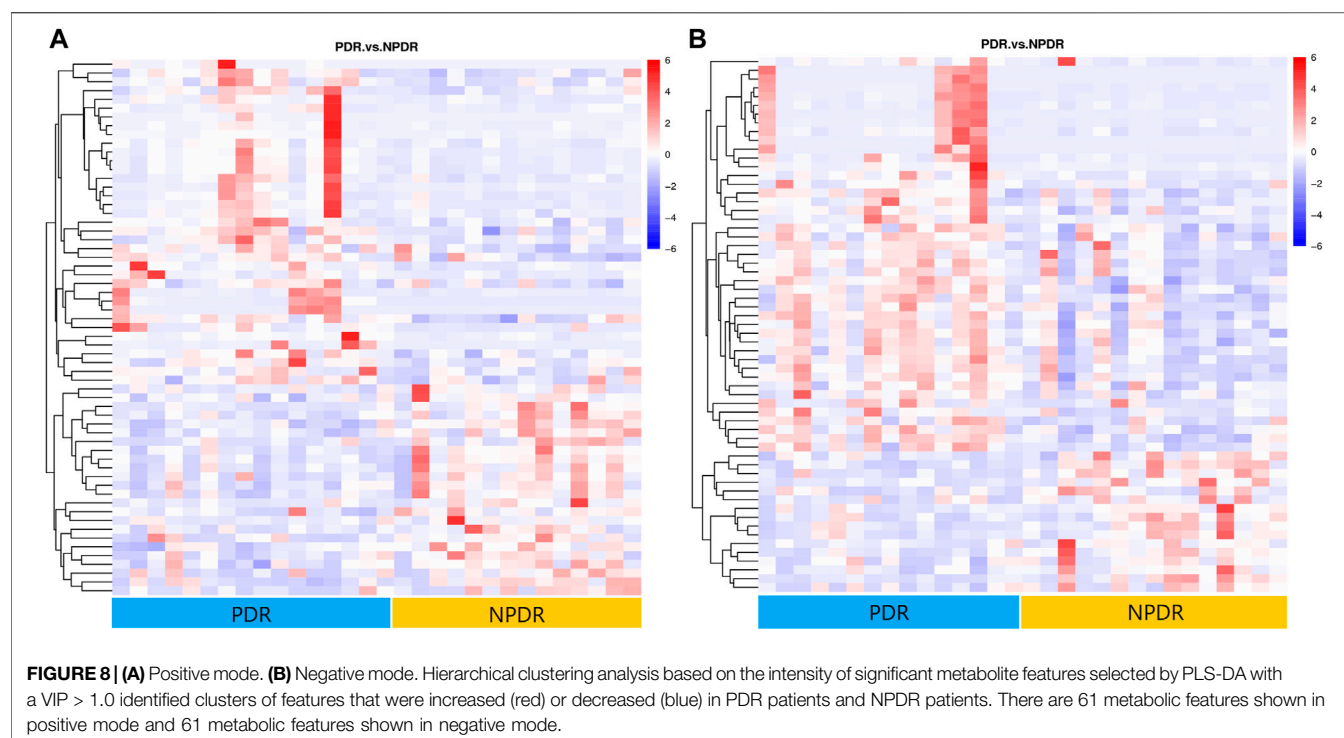 A
PDR.vs.NPDR
6
4
2
0
−2
−4
−6
PDR
NPDR
B
PDR.vs.NPDR
6
4
2
0
−2
−4
−6
PDR
NPDR
FIGURE 8 | (A) Positive mode. (B) Negative mode. Hierarchical clustering analysis based on the intensity of significant metabolite features selected by PLS-DA with
a VIP > 1.0 identified clusters of features that were increased (red) or decreased (blue) in PDR patients and NPDR patients. There are 61 metabolic features shown in
positive mode and 61 metabolic features shown in negative mode.